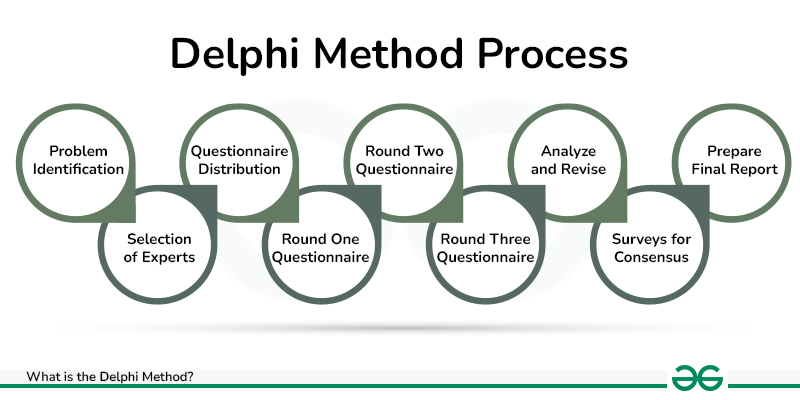 Delphi Method Process
Problem
Identification
Selection
of Experts
Questionnaire
Distribution
Round One
Questionnaire
Round Two
Questionnaire
Round Three
Questionnaire
Analyze
and Revise
Surveys for
Consensus
Prepare
Final Report
What is the Delphi Method?